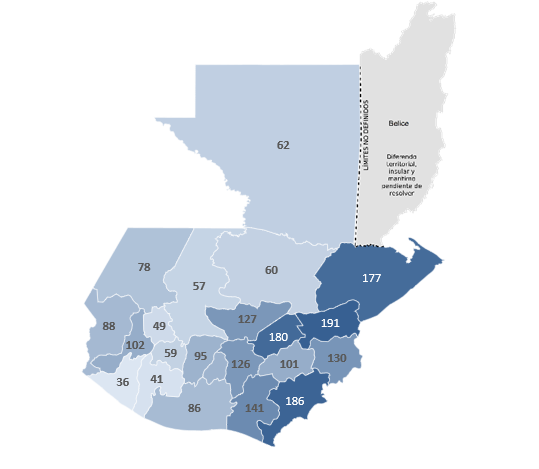 62
LIMITES NO DEFINIDOS
Belice
Diferendo
territorial,
insular y
marítimo
pendiente de
resolver
78
57
60
177
88
49
127
180
191
102
59
95
126
101
130
36
41
86
141
186